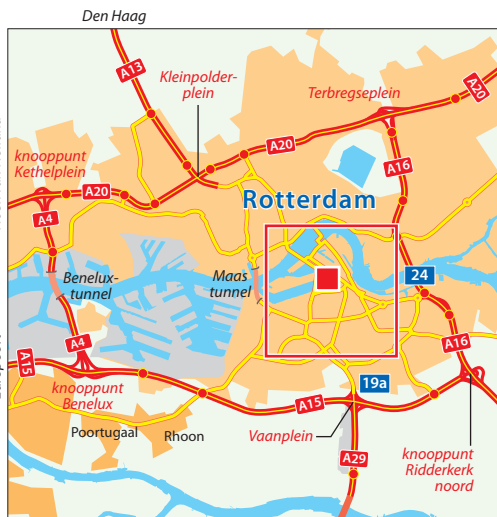 Den Haag
A13
Kleinpolder-
plein
Terbregseplein
A20
A20
A16
knooppunt
Kethelplein
A20
A4
Rotterdam
Benelux-
tunnel
Maas
tunnel
24
A4
A15
knooppunt
Benelux
A16
19a
A15
Poortugaal
Rhoon
Vaanplein
A29
knooppunt
Ridderkerk
noord